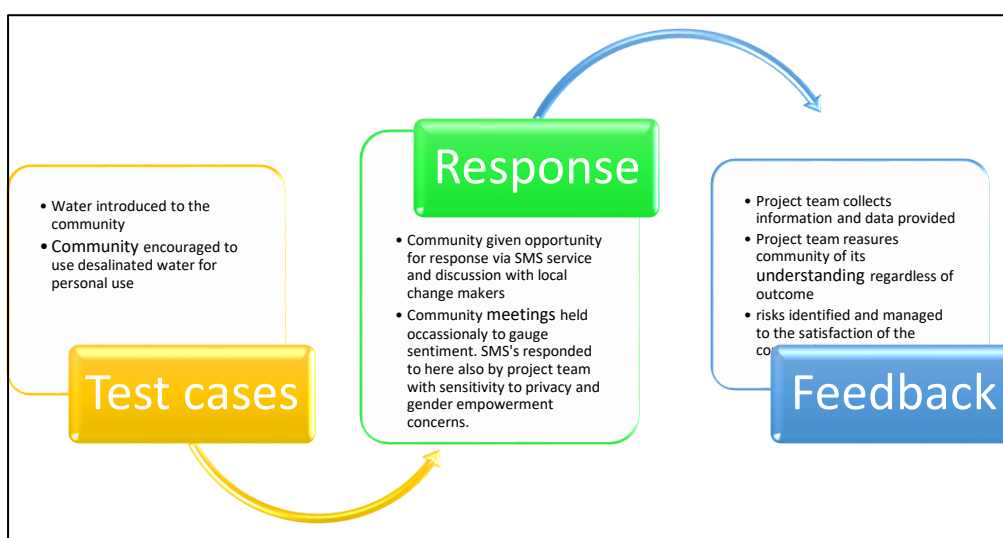 • Water introduced to the
community
• Community encouraged to
use desalinated water for
personal use
Test cases
Response
• Community given opportunity
for response via SMS service
and discussion with local
change makers
• Community meetings held
occassionaly to gauge
sentiment. SMS's responded
to here also by project team
with sensitivity to privacy and
gender empowerment
concerns.
• Project team collects
information and data provided
• Project team reasures
community of its
understanding regardless of
outcome
• risks identified and managed
to the satisfaction of the
Feedback